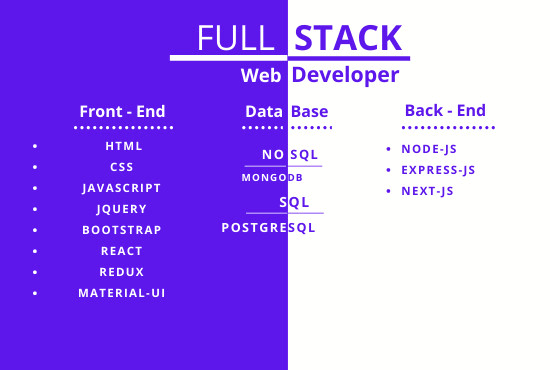 FULL STACK
Web Developer
Front - End
HTML
CSS
JAVASCRIPT
JQUERY
BOOTSTRAP
REACT
REDUX
MATERIAL-UI
Data Base
NO SQL
MONGODB
SQL
POSTGRESQL
Back - End
NODE-JS
EXPRESS-JS
NEXT-JS